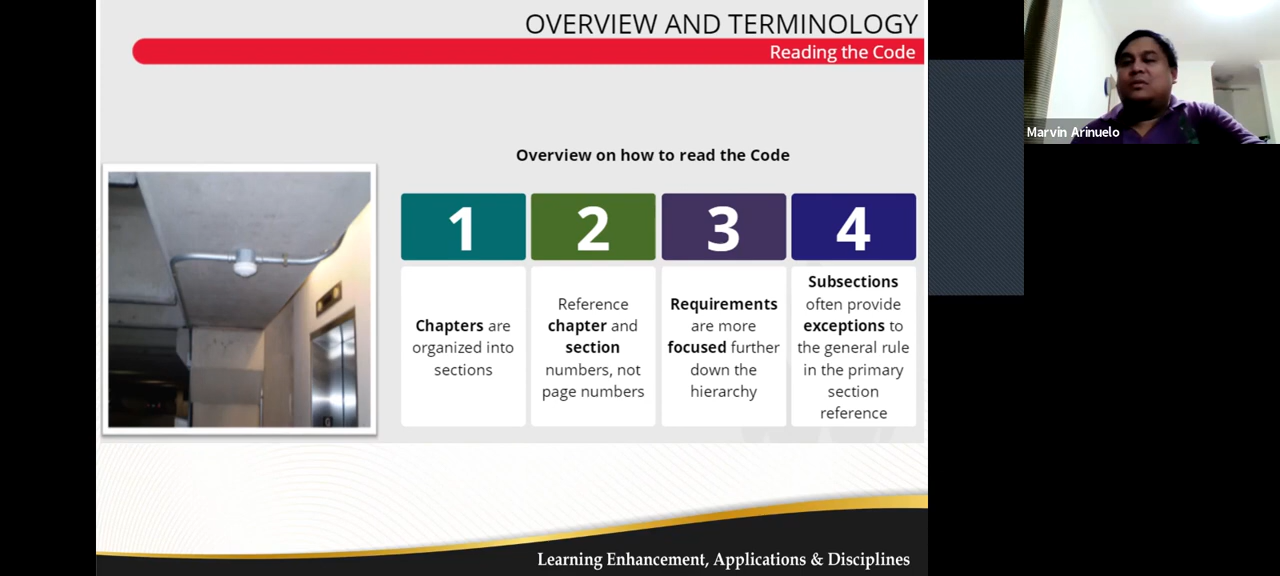 OVERVIEW AND TERMINOLOGY
Reading the Code
Marvin Arinuelo
Overview on how to read the Code
1
Chapters are
organized into
sections
2
Reference
chapter and
section
numbers, not
page numbers
3
Requirements
are more
focused further
down the
hierarchy
4
Subsections
often provide
exceptions to
the general rule
in the primary
section
reference
Learning Enhancement, Applications & Disciplines